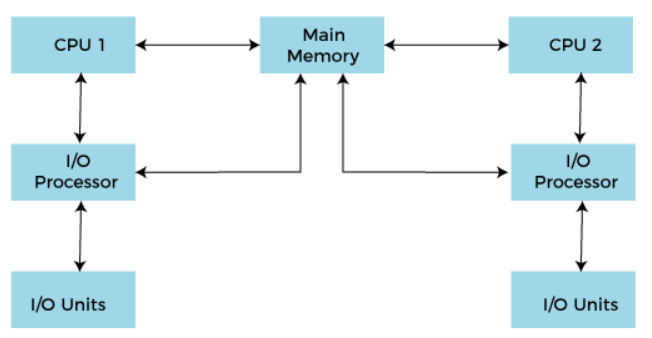 CPU 1
Main
Memory
CPU 2
I/O
Processor
I/O
Processor
I/O Units
I/O Units